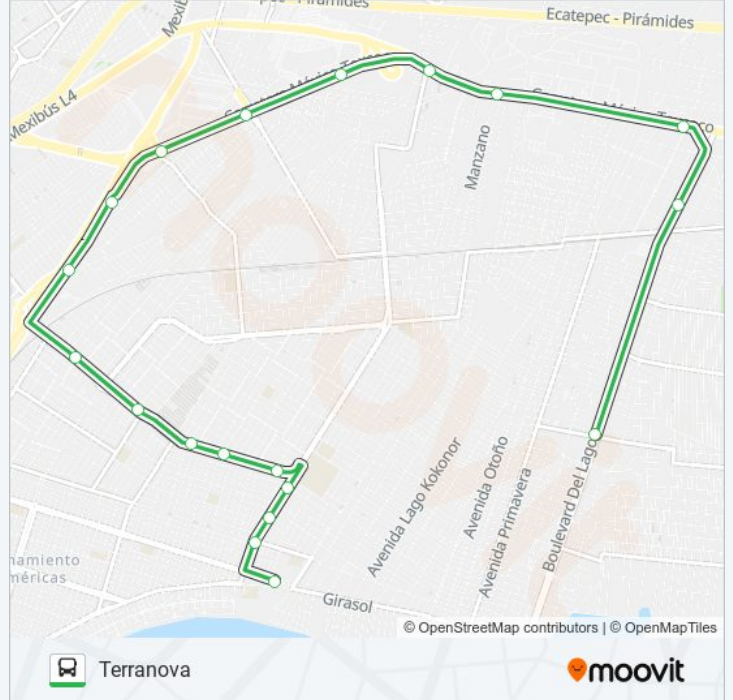 Pirámides
Ecatepec - Pirámides
Mexibús L4
Manzano
Avenida Lago Kokonor
Avenida Otoño
Avenida Primavera
Boulevard Del Lago
Girasol
© OpenStreetMap contributors | © OpenMapTiles
Terranova
moovit